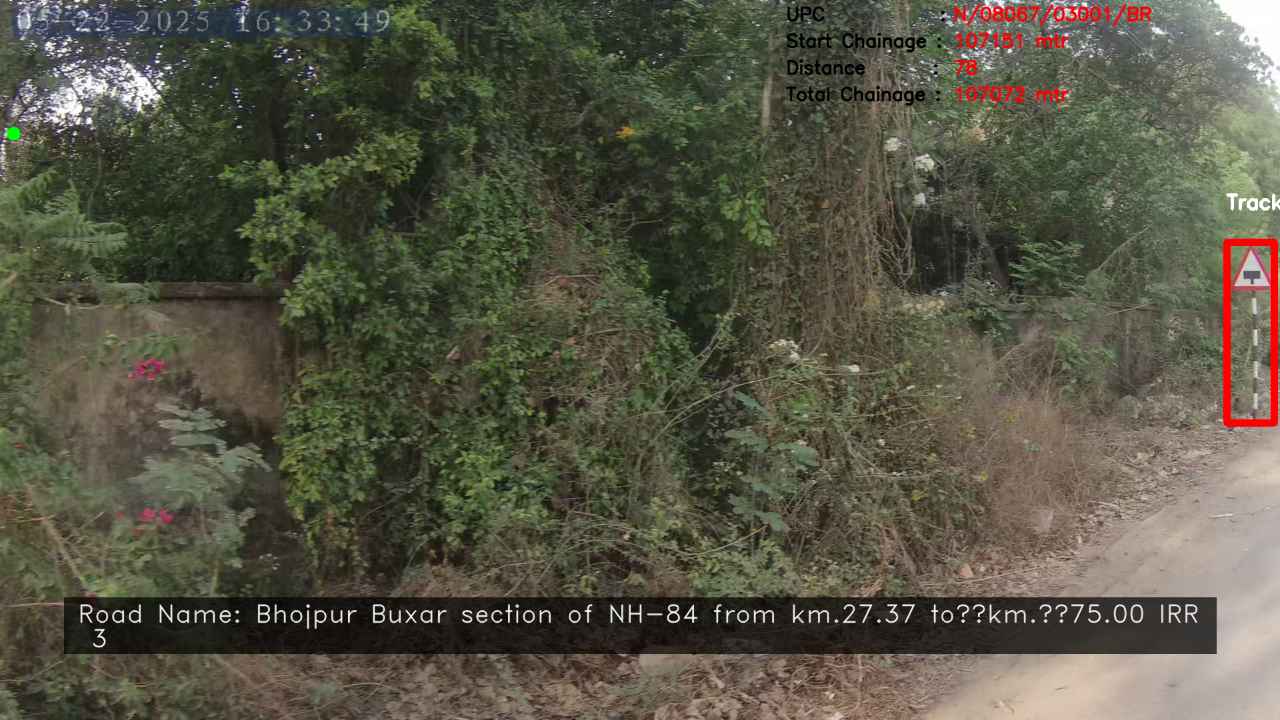 05-22-2025 16:33:49
UPC : N/08067/03001/BR
Start Chainage : 107151 mtr
Distance : 78
Total Chainage : 107072 mtr
Track
Road Name: Bhojpur Buxar section of NH-84 from km.27.37 to??km.??75.00 IRR
3